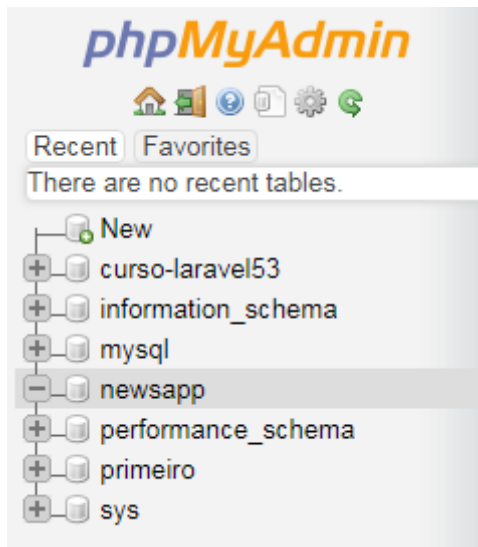 phpMyAdmin
Recent Favorites
There are no recent tables.
New
curso-laravel53
information_schema
mysql
newsapp
performance_schema
primeiro
sys